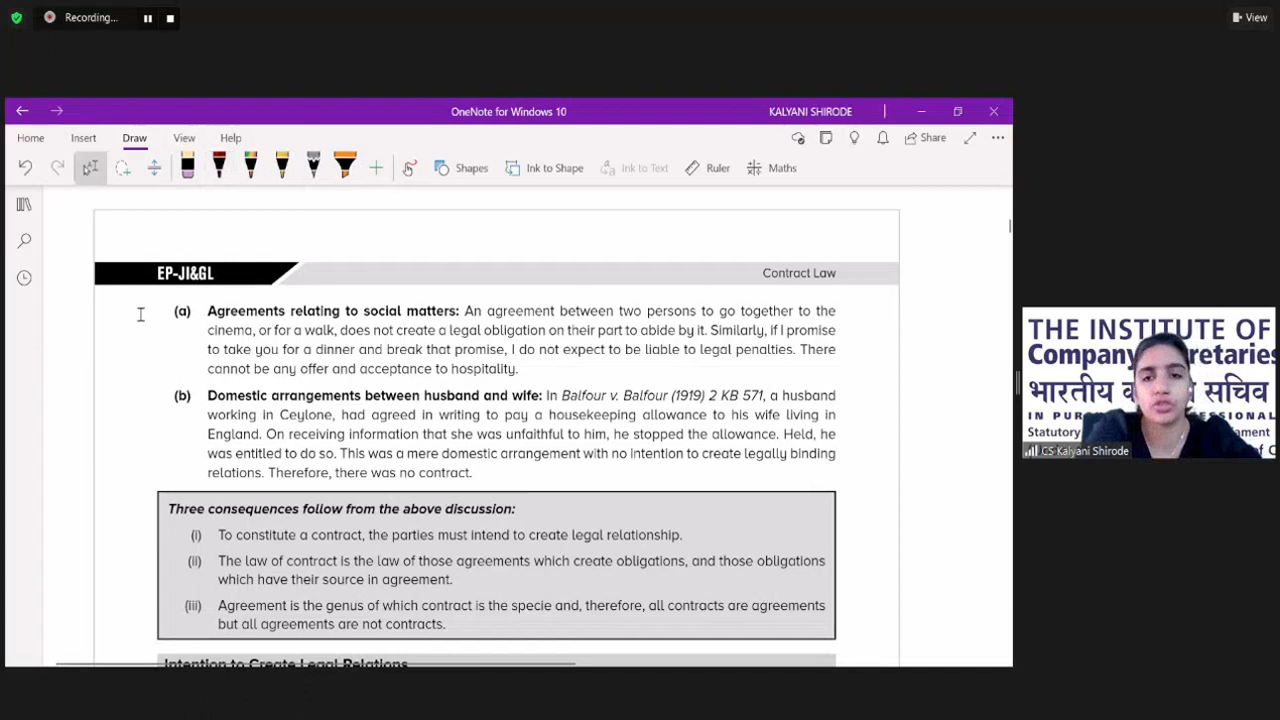 Recording...
View
OneNote for Windows 10
KALYANI SHIRODE
Home
Insert
Draw
View
Help
Share
Shapes
Ink to Shape
Ink to Text
Ruler
Maths
EP-JI&GL
Contract Law
(a) Agreements relating to social matters: An agreement between two persons to go together to the
cinema, or for a walk, does not create a legal obligation on their part to abide by it. Similarly, if I promise
to take you for a dinner and break that promise, I do not expect to be liable to legal penalties. There
cannot be any offer and acceptance to hospitality.
(b) Domestic arrangements between husband and wife: In Balfour v. Balfour (1919) 2 KB 571, a husband
working in Ceylone, had agreed in writing to pay a housekeeping allowance to his wife living in
England. On receiving information that she was unfaithful to him, he stopped the allowance. Held, he
was entitled to do so. This was a mere domestic arrangement with no intention to create legally binding
relations. Therefore, there was no contract.
Three consequences follow from the above discussion:
(i) To constitute a contract, the parties must intend to create legal relationship.
(ii) The law of contract is the law of those agreements which create obligations, and those obligations
which have their source in agreement.
(iii) Agreement is the genus of which contract is the specie and, therefore, all contracts are agreements
but all agreements are not contracts.
Intention to Create Legal Relations
THE INSTITUTE OF
Company Secretaries
भारतीय सचिव
IN PUR
Statutory
CS Kalyani Shirode